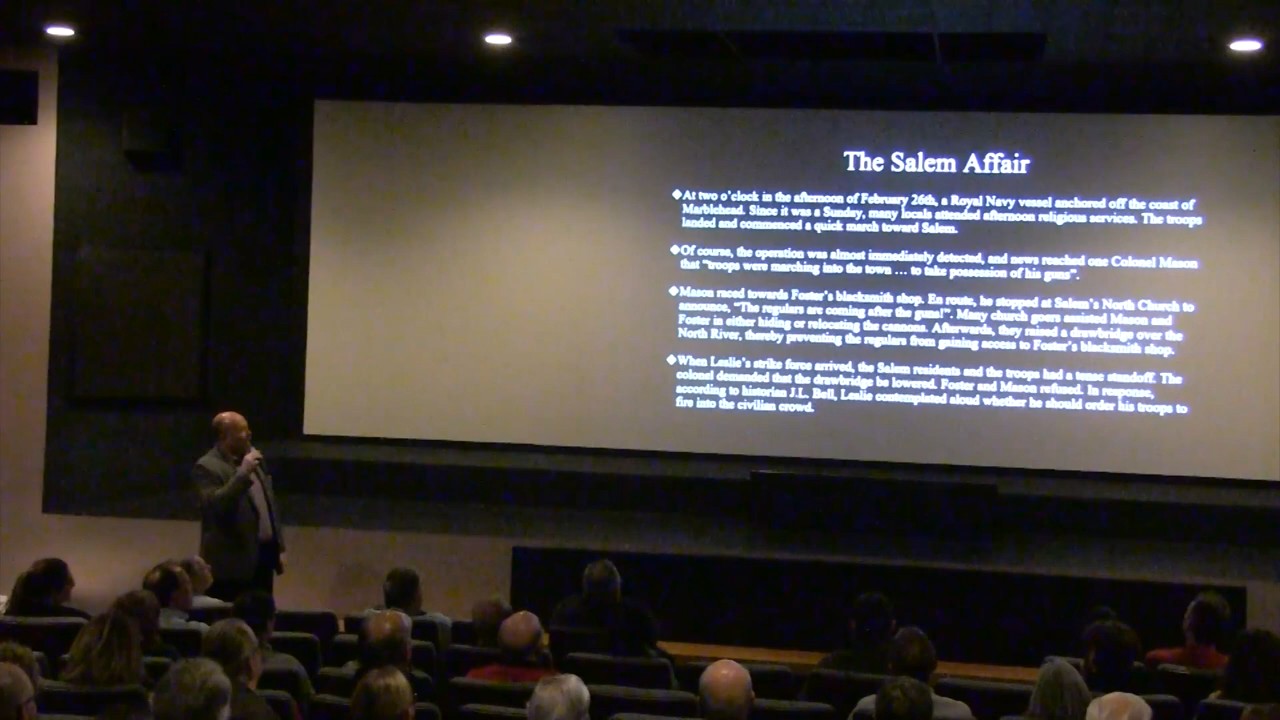 The Salem Affair
❖At two o'clock in the afternoon of February 26th, a Royal Navy vessel anchored off the coast of
Marblehead. Since it was a Sunday, many locals attended afternoon religious services. The troops
landed and commenced a quick march toward Salem.
❖Of course, the operation was almost immediately detected, and news reached one Colonel Mason
that "troops were marching into the town … to take possession of his guns".
❖Mason raced towards Foster's blacksmith shop. En route, he stopped at Salem's North Church to
announce, "The regulars are coming after the guns!". Many church goers assisted Mason and
Foster in either hiding or relocating the cannons. Afterwards, they raised a drawbridge over the
North River, thereby preventing the regulars from gaining access to Foster's blacksmith shop.
❖When Leslie's strike force arrived, the Salem residents and the troops had a tense standoff. The
colonel demanded that the drawbridge be lowered. Foster and Mason refused. In response,
according to historian J.L. Bell, Leslie contemplated aloud whether he should order his troops to
fire into the civilian crowd.